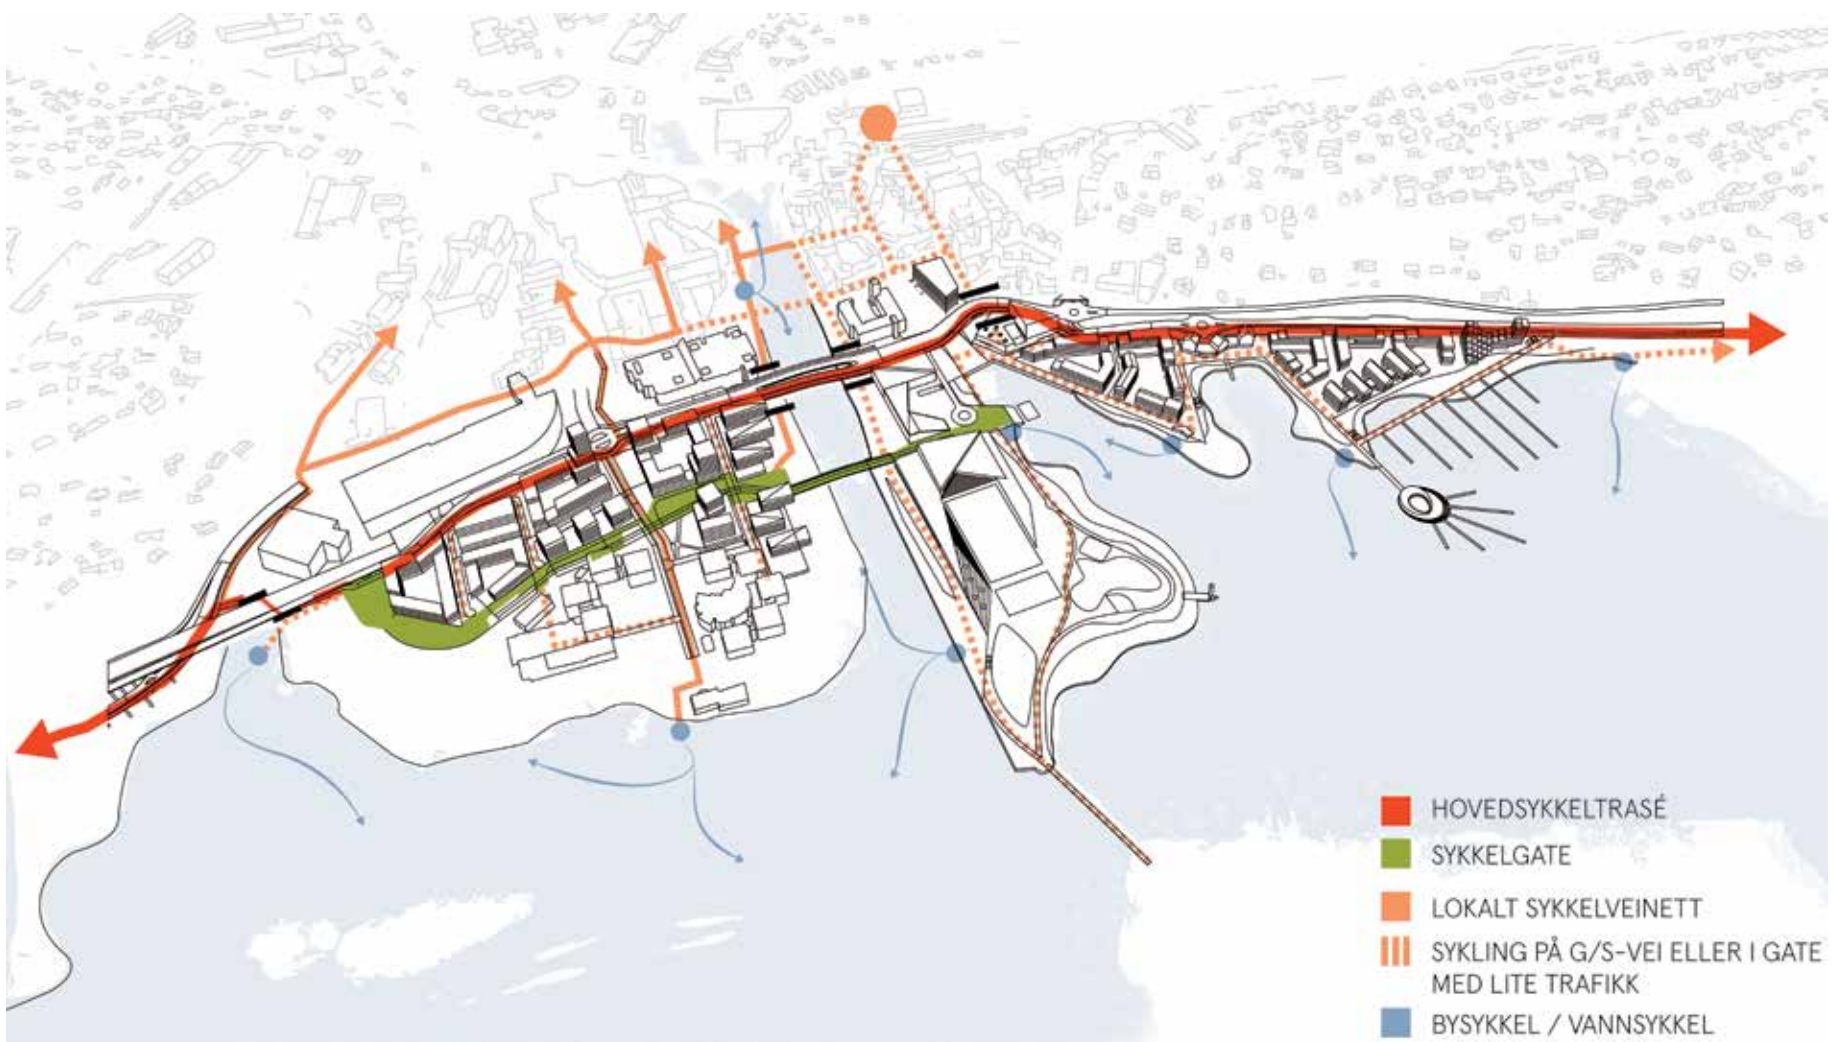 HOVEDSYKKELTRASÉ
SYKKELGATE
LOKALT SYKKELVEINETT
SYKLING PÅ G/S-VEI ELLER I GATE
MED LITE TRAFIKK
BYSYKKEL / VANNSYKKEL